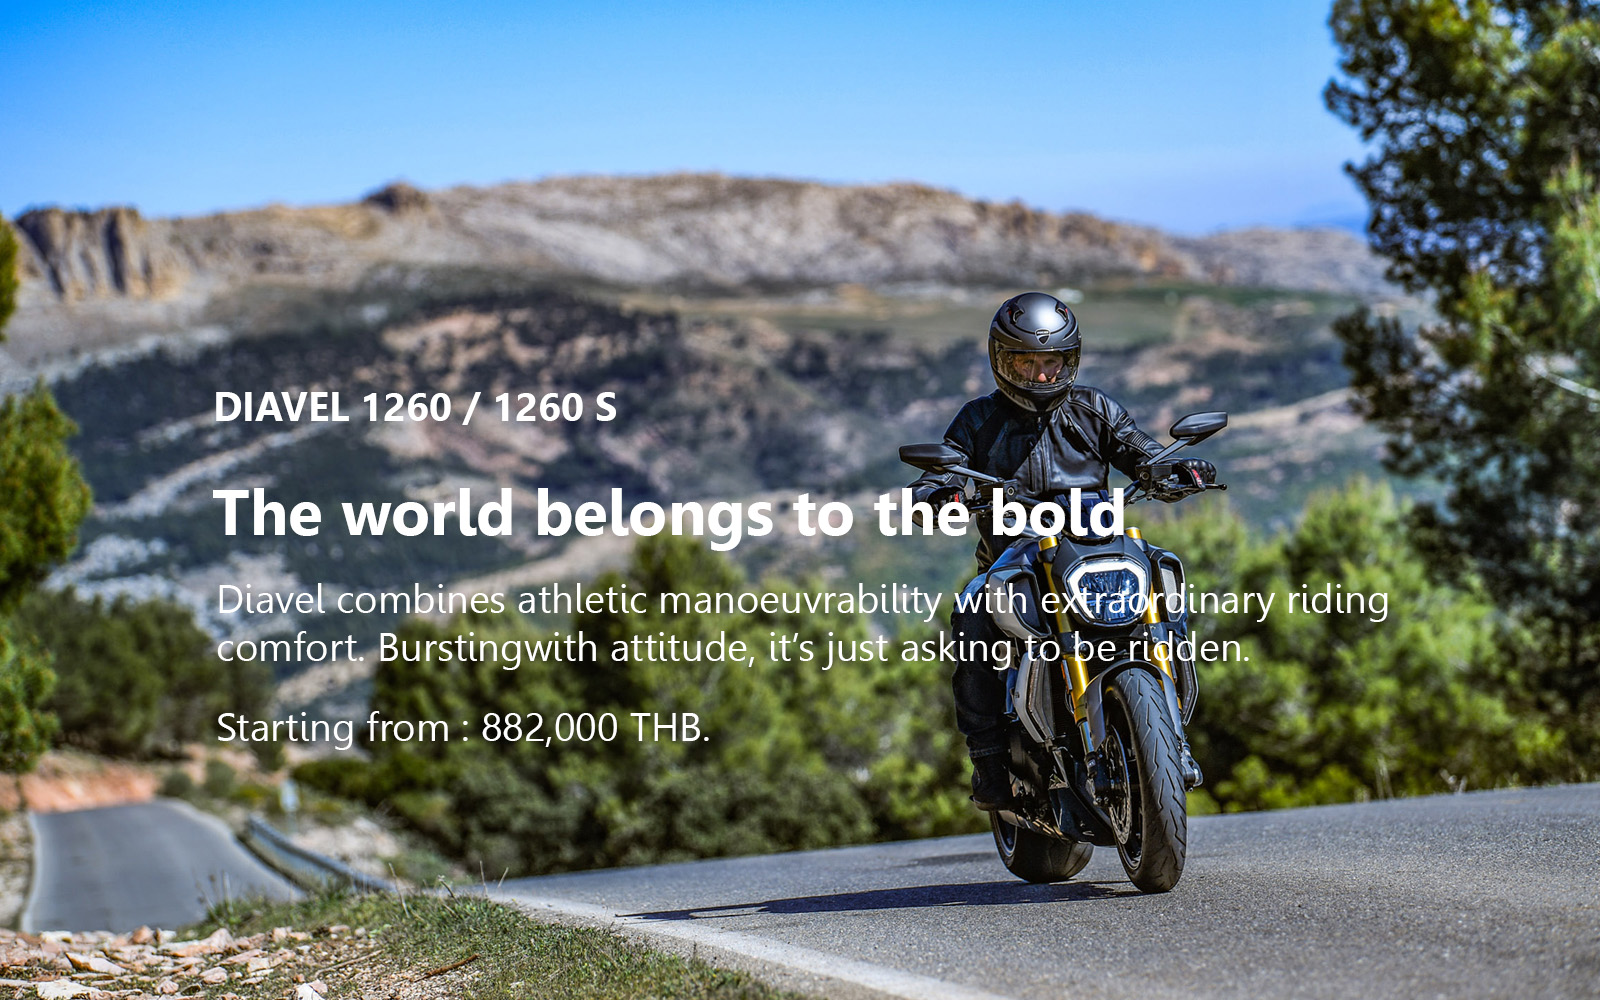 DIAVEL 1260 / 1260 S
The world belongs to the bold
Diavel combines athletic manoeuvrability with extraordinary riding
comfort. Burstingwith attitude, it’s just asking to be ridden.
Starting from : 882,000 THB.